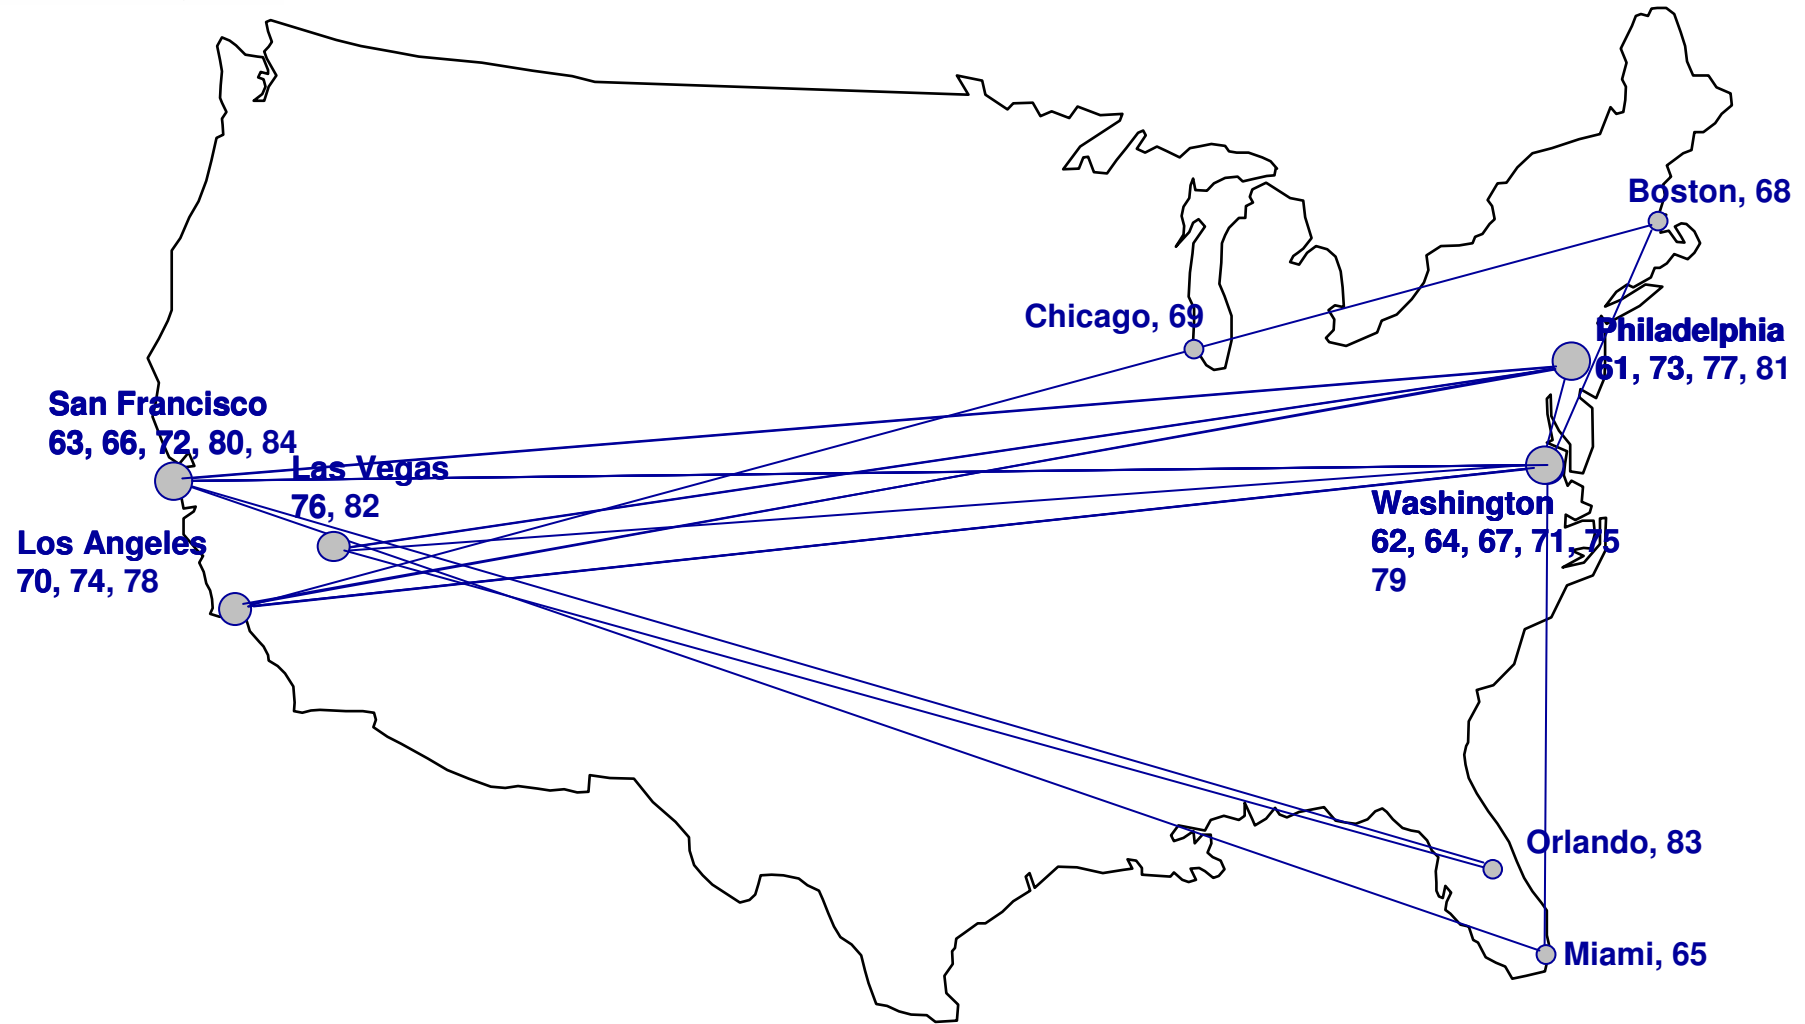 Boston, 68
Chicago, 69
Philadelphia
61, 73, 77, 81
San Francisco
63, 66, 72, 80, 84
Las Vegas
76, 82
Washington
62, 64, 67, 71, 75
79
Los Angeles
70, 74, 78
Orlando, 83
Miami, 65